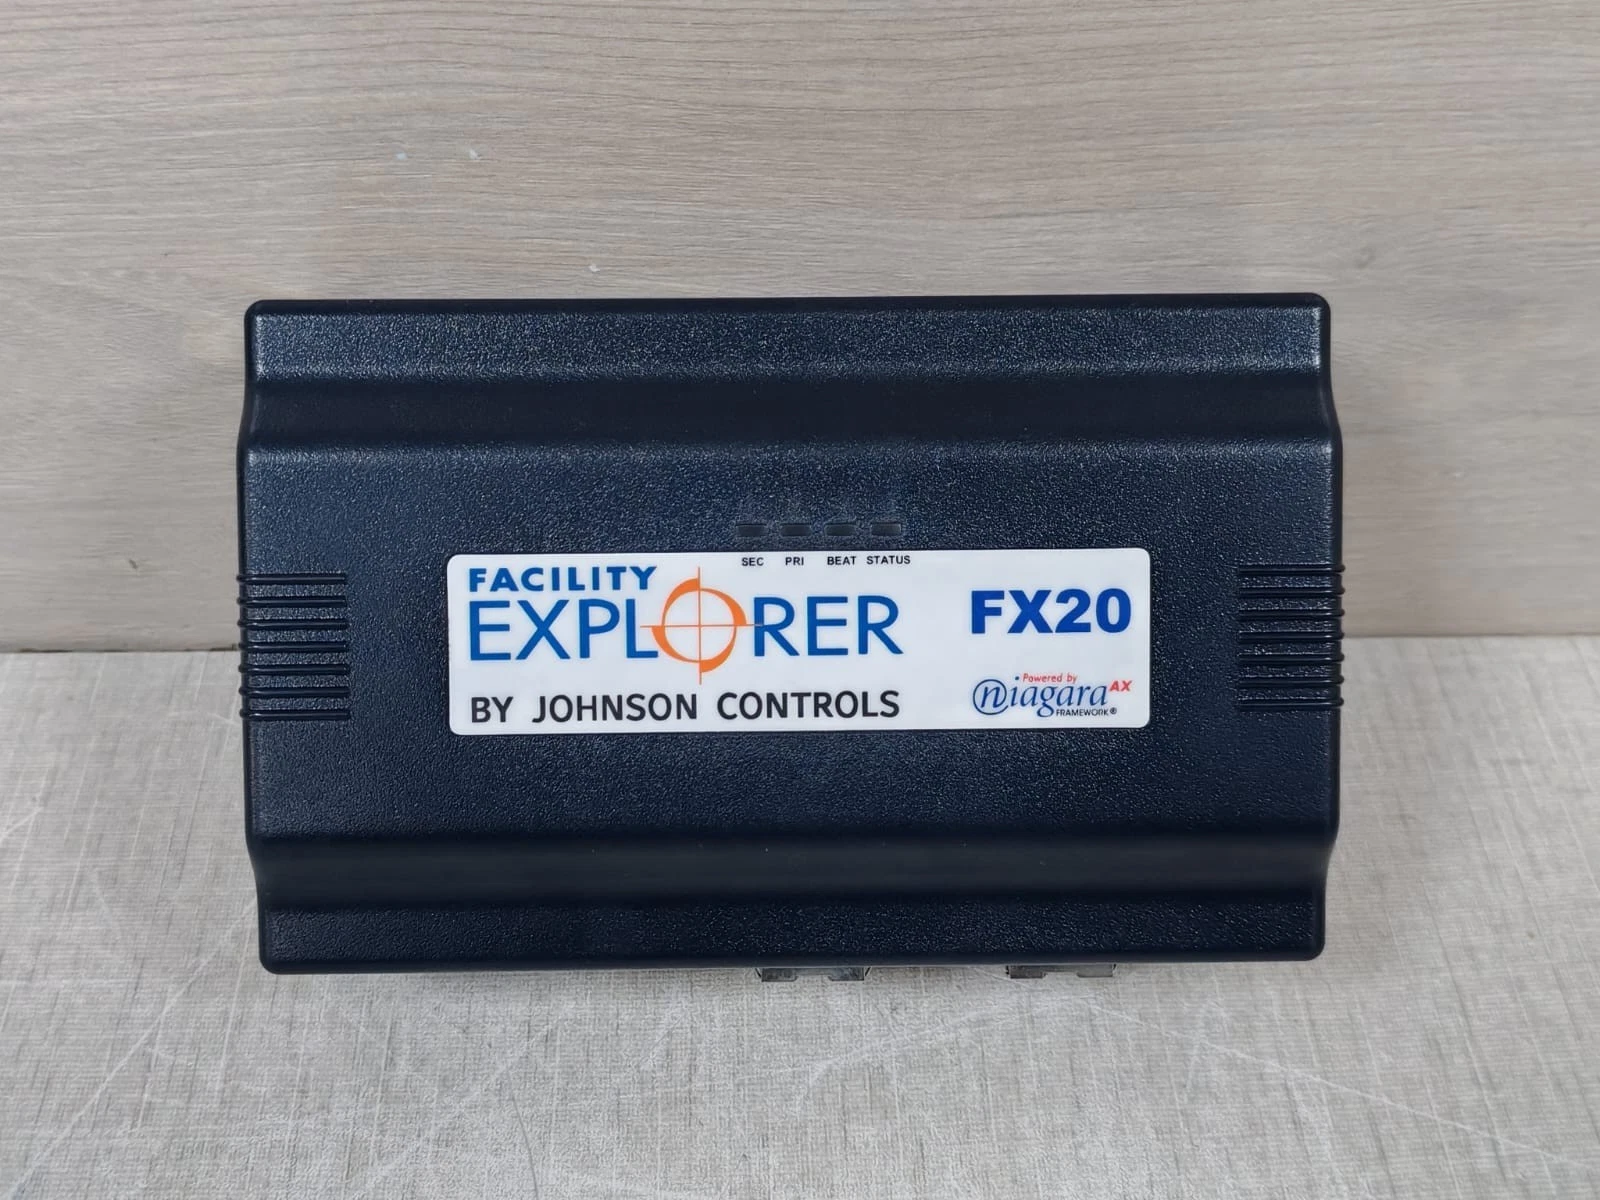 SEC PRI BEAT STATUS
FACILITY
EXPLORER
BY JOHNSON CONTROLS
FX20
Powered by
niagara AX
FRAMEWORK®